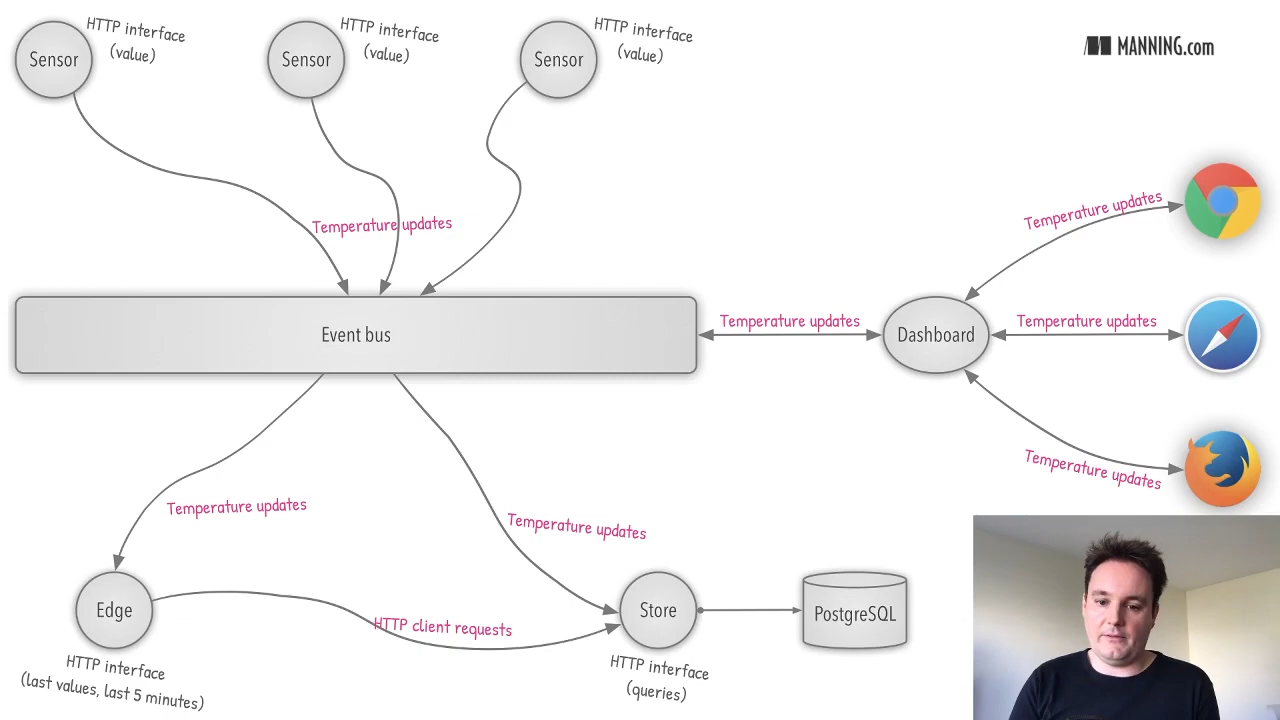 HTTP interface
(value)
Sensor
HTTP interface
(value)
Sensor
HTTP interface
(value)
Sensor
MANNING.com
Temperature updates
Temperature updates
Event bus
Temperature updates
Dashboard
Temperature updates
Temperature updates
Temperature updates
Temperature updates
Edge
HTTP client requests
Store
PostgreSQL
HTTP interface
(last values, last 5 minutes)
HTTP interface
(queries)